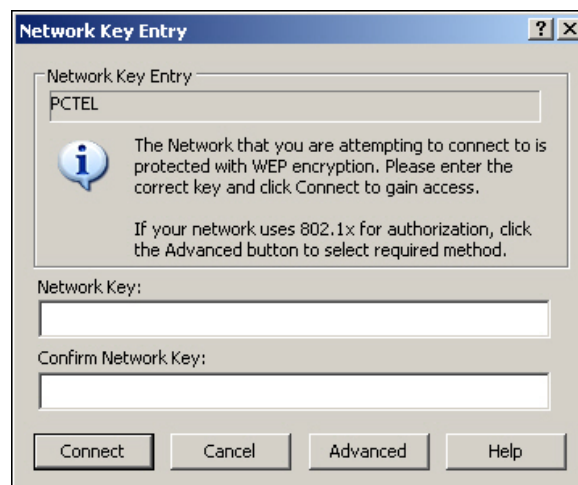 Network Key Entry
Network Key Entry
PCTEL
The Network that you are attempting to connect to is
protected with WEP encryption. Please enter the
correct key and click Connect to gain access.
If your network uses 802.1x for authorization, click
the Advanced button to select required method.
Network Key:
Confirm Network Key:
Connect Cancel Advanced Help